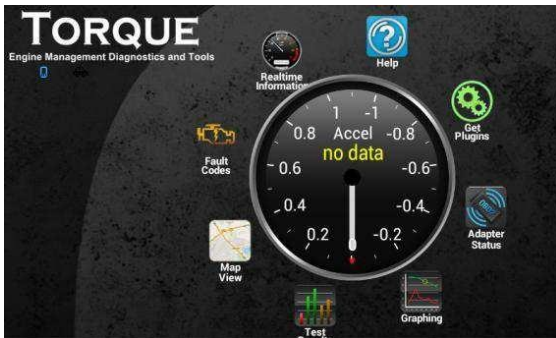 TORQUE
Engine Management Diagnostics and Tools
Help
Realtime
Information
Get
Plugins
1 -1
0.8 Accel -0.8
no data
0.6 -0.6
0.4 -0.4
0.2 -0.2
Fault
Codes
Adapter
Status
Map
View
Graphing
Test